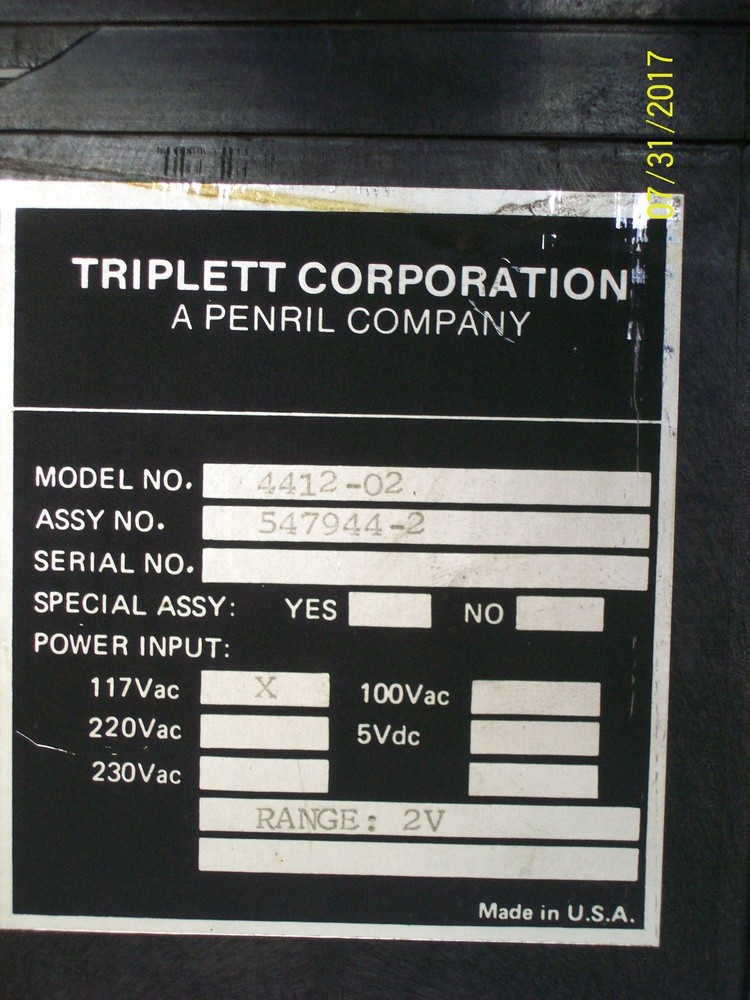 07/31/2017
TRIPLETT CORPORATION
A PENRIL COMPANY
MODEL NO. 4412-02
ASSY NO. 547944-2
SERIAL NO.
SPECIAL ASSY: YES NO
POWER INPUT:
117Vac X 100Vac
220Vac 5Vdc
230Vac
RANGE: 2V
Made in U.S.A.